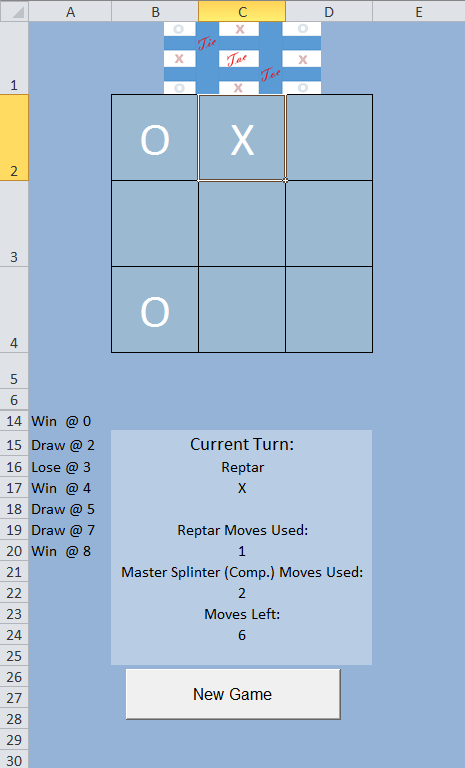 A B C D E
O X O
Tic
1 X Tac X
Toe
O X O
2 O X
3
4 O
5
6
14 Win @ 0
15 Draw @ 2 Current Turn:
16 Lose @ 3 Reptar
17 Win @ 4 X
18 Draw @ 5
19 Draw @ 7 Reptar Moves Used:
20 Win @ 8 1
21 Master Splinter (Comp.) Moves Used:
22 2
23 Moves Left:
24 6
25
26
27 New Game
28
29
30